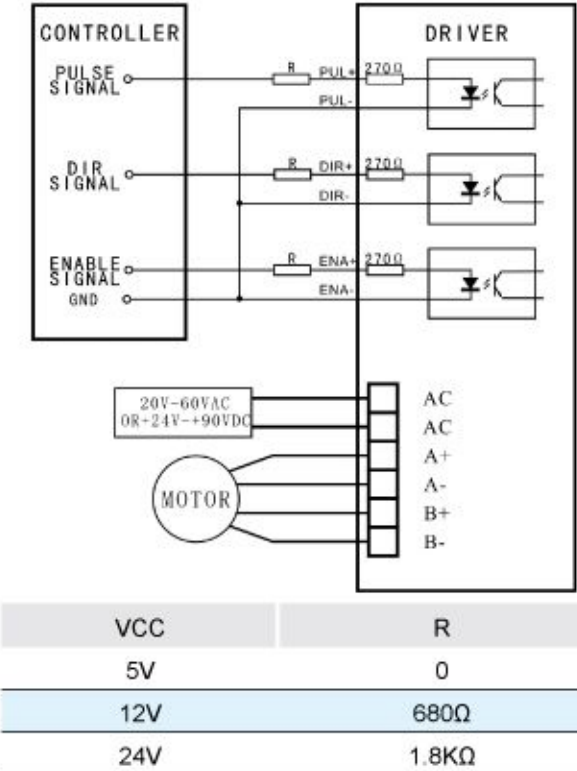 CONTROLLER
DRIVER
PULSE
SIGNAL
R
PUL+
270Ω
PUL-
DIR
SIGNAL
R
DIR+
270Ω
DIR-
ENABLE
SIGNAL
R
ENA+
270Ω
GND
ENA-
20V-60VAC
OR+24V-+90VDC
AC
AC
A+
MOTOR
A-
B+
B-
VCC R
5V 0
12V 680Ω
24V 1.8KΩ